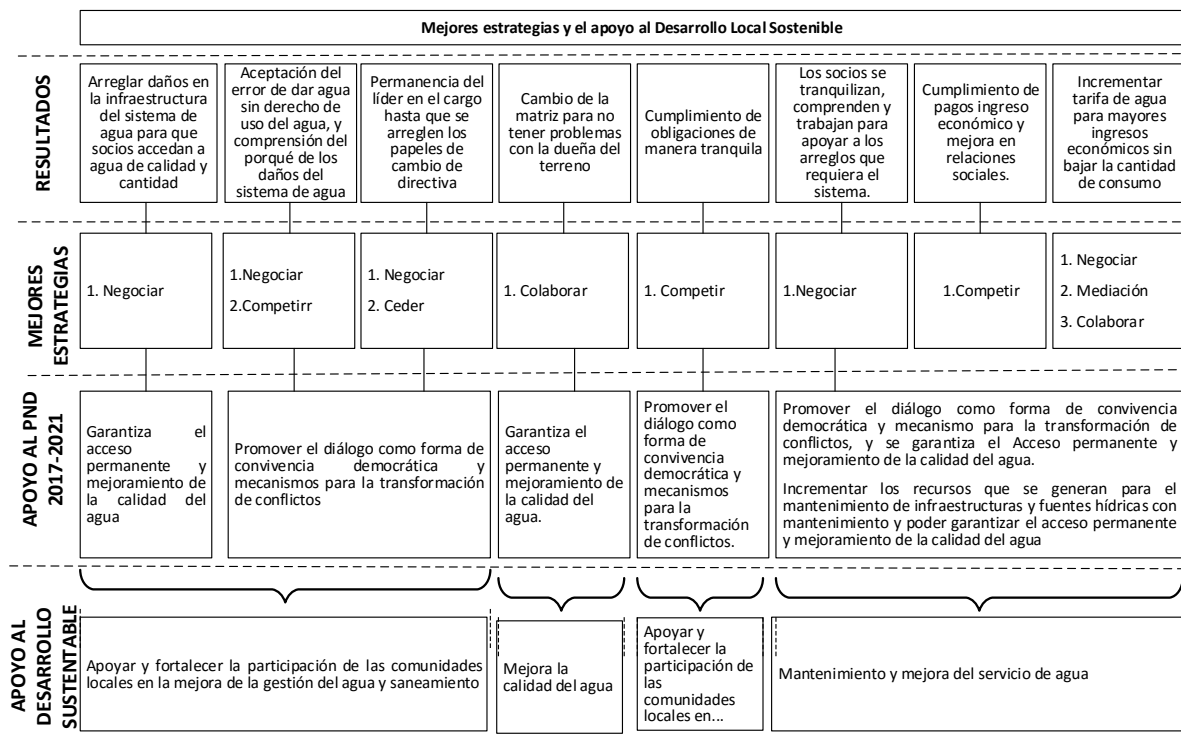 Mejores estrategias y el apoyo al Desarrollo Local Sostenible
RESULTADOS
Arreglar daños en
la infraestructura
del sistema de
agua para que
socios accedan a
agua de calidad y
cantidad
Aceptación del
error de dar agua
sin derecho de
uso del agua, y
comprensión del
porqué de los
daños del
sistema de agua
Permanencia del
líder en el cargo
hasta que se
arreglen los
papeles de
cambio de
directiva
Cambio de la
matriz para no
tener problemas
con la dueña del
terreno
Cumplimiento de
obligaciones de
manera tranquila
Los socios se
tranquilizan,
comprenden y
trabajan para
apoyar a los
arreglos que
requiera el
sistema.
Cumplimiento de
pagos ingreso
económico y
mejora en
relaciones
sociales.
Incrementar
tarifa de agua
para mayores
ingresos
económicos sin
bajar la cantidad
de consumo
MEJORES
ESTRATEGIAS
1. Negociar
1.Negociar
2.Competirr
1. Negociar
2. Ceder
1. Colaborar
1. Competir
1.Negociar
1.Competir
1. Negociar
2. Mediación
3. Colaborar
APOYO AL PND
2017-2021
Garantiza el
acceso
permanente y
mejoramiento de
la calidad del
agua
Promover el diálogo como forma de
convivencia democrática y
mecanismos para la transformación
de conflictos
Garantiza el
acceso
permanente y
mejoramiento de
la calidad del
agua.
Promover el
diálogo como
forma de
convivencia
democrática y
mecanismos
para la
transformación
de conflictos.
Promover el diálogo como forma de convivencia
democrática y mecanismo para la transformación de
conflictos, y se garantiza el Acceso permanente y
mejoramiento de la calidad del agua.
Incrementar los recursos que se generan para el
mantenimiento de infraestructuras y fuentes hídricas con
mantenimiento y poder garantizar el acceso permanente
y mejoramiento de la calidad del agua
APOYO AL
DESARROLLO
SUSTENTABLE
Apoyar y fortalecer la participación de las comunidades
locales en la mejora de la gestión del agua y saneamiento
Mejora la
calidad del agua
Apoyar y
fortalecer la
participación de
las
comunidades
locales en...
Mantenimiento y mejora del servicio de agua